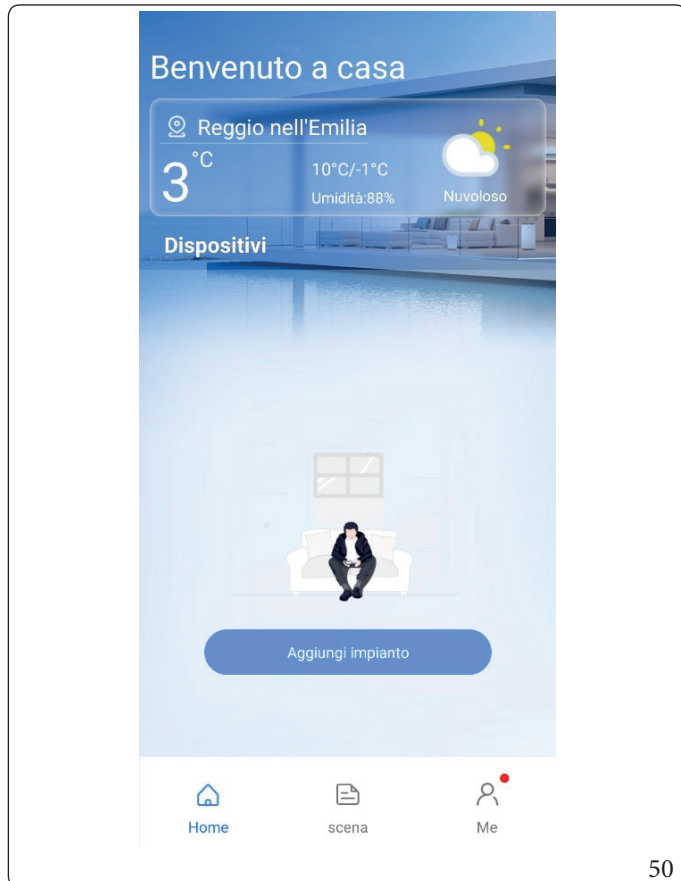 Benvenuto a casa
Reggio nell'Emilia
3°C
10°C/-1°C
Umidità:88%
Nuvoloso
Dispositivi
Aggiungi impianto
Home
scena
Me
50